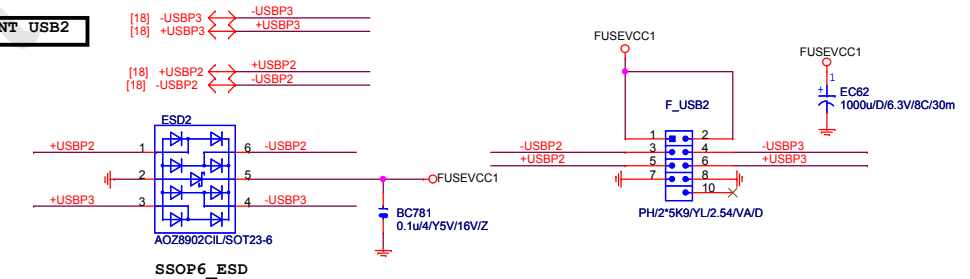 NT USB2
[18] -USBP3 -USBP3
[18] +USBP3 +USBP3
[18] +USBP2 +USBP2
[18] -USBP2 -USBP2
ESD2
+USBP2 1 6 -USBP2
2 5 FUSEVCC1
+USBP3 3 4 -USBP3
AOZ8902CIL/SOT23-6
SSOP6_ESD
BC781
0.1u/4/Y5V/16V/Z
FUSEVCC1
F_USB2
1 2
-USBP2 3 4 -USBP3
+USBP2 5 6 +USBP3
7 8
10
PH/2*5K9/YL/2.54/VA/D
FUSEVCC1
1
+ EC62
1000u/D/6.3V/8C/30m